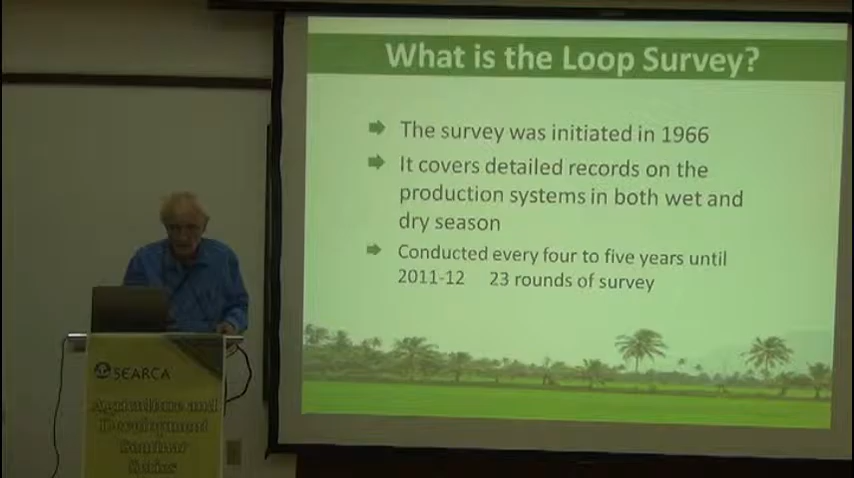 What is the Loop Survey?
The survey was initiated in 1966
It covers detailed records on the
production systems in both wet and
dry season
Conducted every four to five years until
2011-12 23 rounds of survey
SEARCA
Agriculture and
Development
Seminar
Series